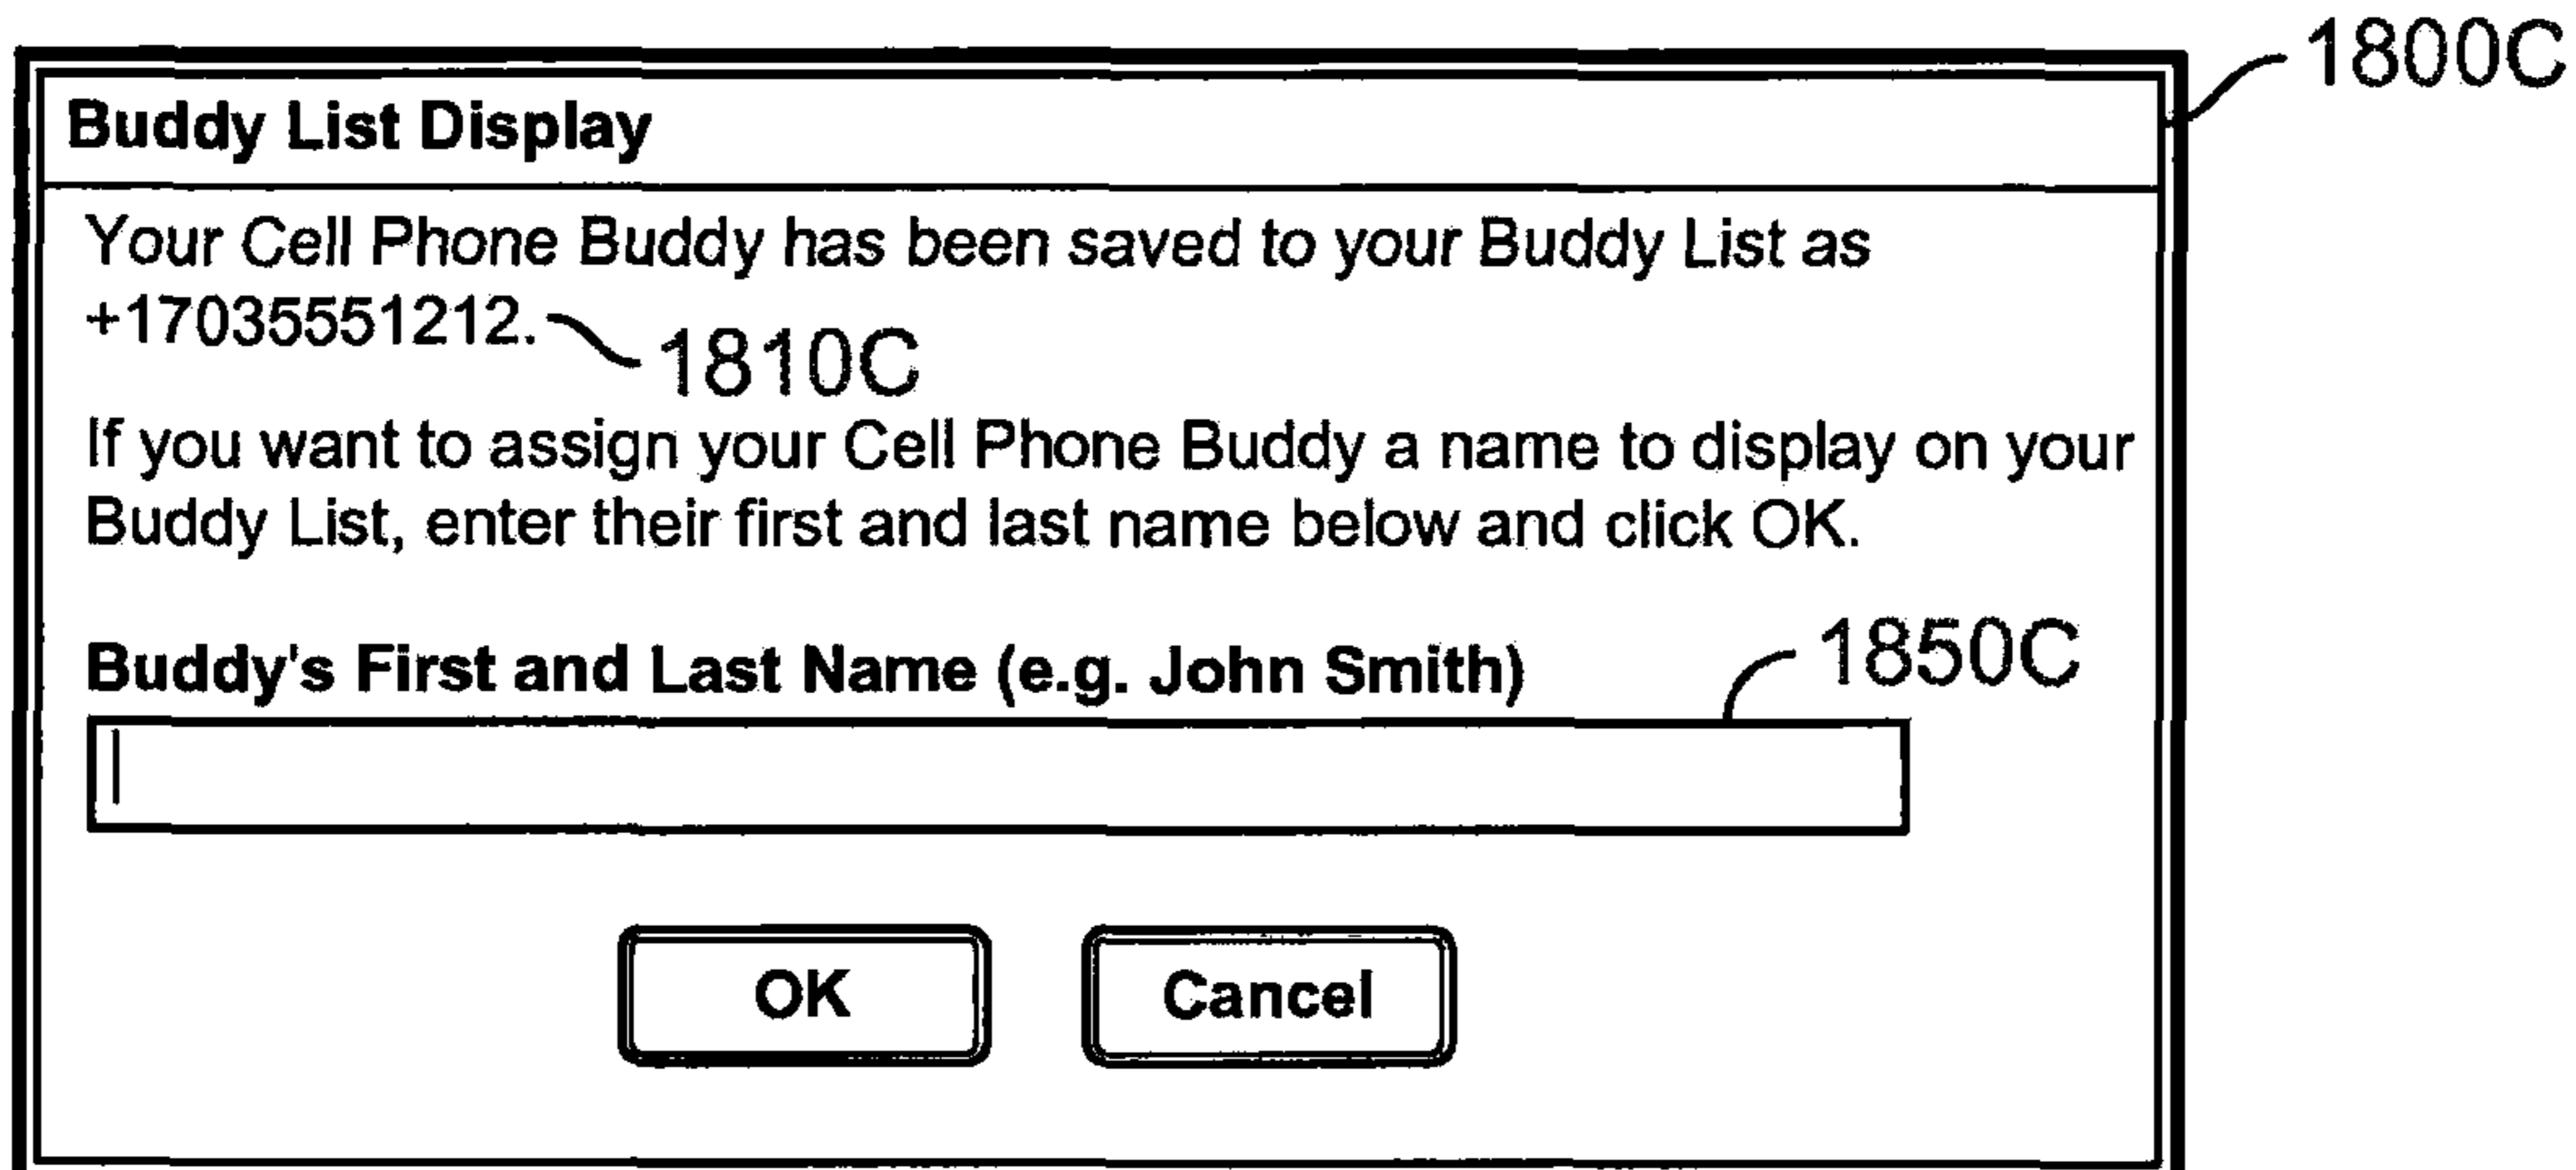 1800C
Buddy List Display
Your Cell Phone Buddy has been saved to your Buddy List as
+17035551212.
1810C
If you want to assign your Cell Phone Buddy a name to display on your
Buddy List, enter their first and last name below and click OK.
1850C
Buddy's First and Last Name (e.g. John Smith)
OK Cancel